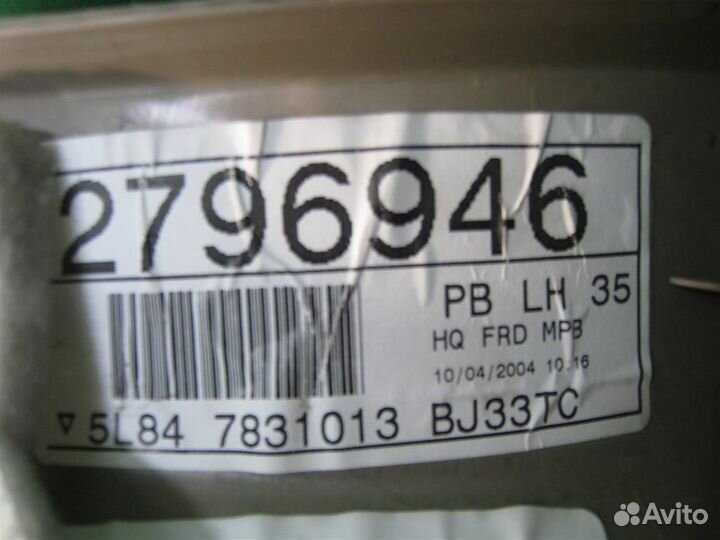 2796946
PB LH 35
HQ FRD MPB
10/04/2004 10:16
▽ 5L84 7831013 BJ33TC
Avito